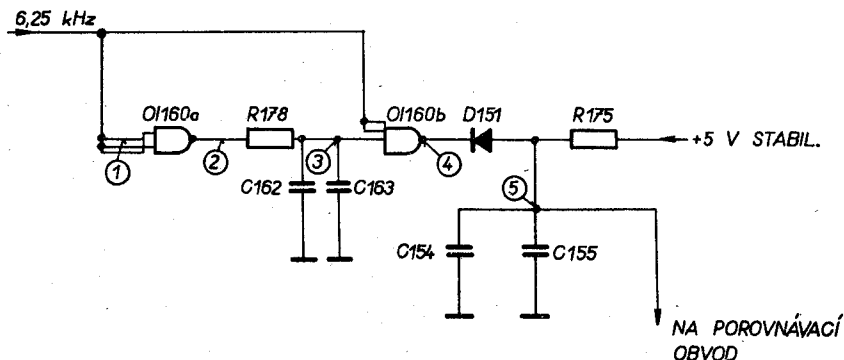 6,25 kHz
OI160a
R178
OI160b
D151
R175
+5 V STABIL.
1
2
3
4
C162
C163
5
C154
C155
NA POROVNÁVACÍ
OBVOD